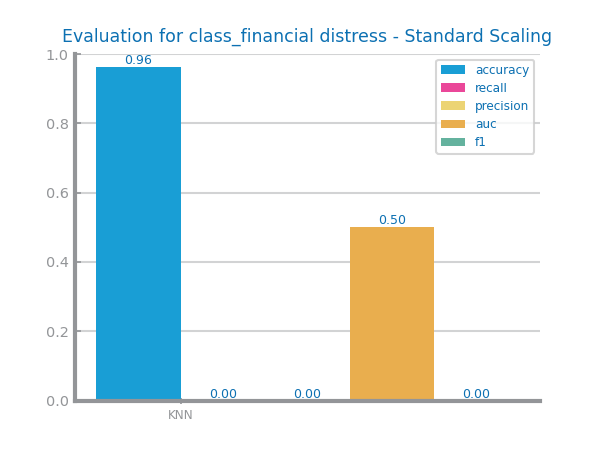 Evaluation for class_financial distress - Standard Scaling
1.0
0.8
0.6
0.4
0.2
0.0
0.96
0.00
0.00
0.50
0.00
accuracy
recall
precision
auc
f1
KNN